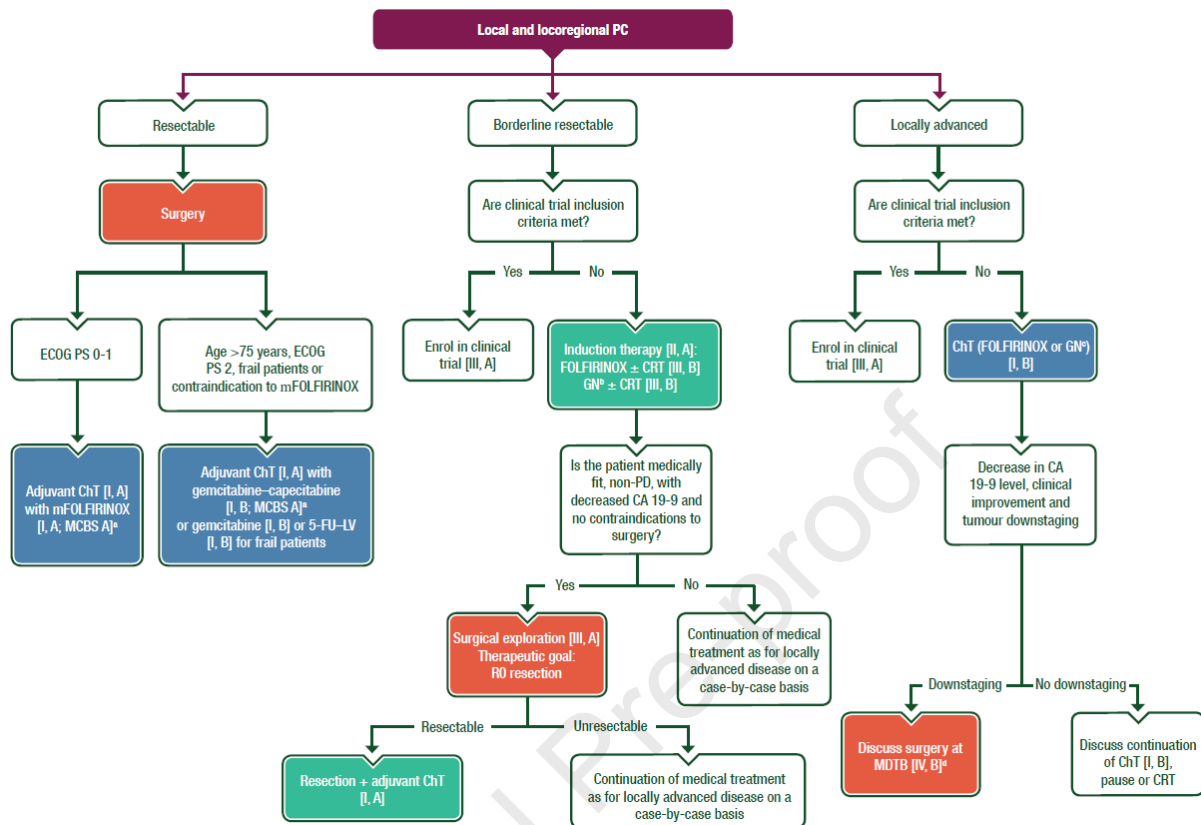 Local and locoregional PC
Resectable
Borderline resectable
Locally advanced
Surgery
Are clinical trial inclusion
criteria met?
Are clinical trial inclusion
criteria met?
Yes
No
Yes
No
ECOG PS 0-1
Age >75 years, ECOG
PS 2, frail patients or
contraindication to mFOLFIRINOX
Enrol in clinical
trial [III, A]
Induction therapy [II, A]:
FOLFIRINOX ± CRT [III, B]
GNᵇ ± CRT [III, B]
Enrol in clinical
trial [III, A]
ChT (FOLFIRINOX or GNᶜ)
[I, B]
Adjuvant ChT [I, A]
with mFOLFIRINOX
[I, A; MCBS A]ᵃ
Adjuvant ChT [I, A] with
gemcitabine–capecitabine
[I, B; MCBS A]ᵃ
or gemcitabine [I, B] or 5-FU–LV
[I, B] for frail patients
Is the patient medically
fit, non-PD, with
decreased CA 19-9 and
no contraindications to
surgery?
Decrease in CA
19-9 level, clinical
improvement and
tumour downstaging
Yes
No
Surgical exploration [III, A]
Therapeutic goal:
R0 resection
Continuation of medical
treatment as for locally
advanced disease on a
case-by-case basis
Downstaging
No downstaging
Resectable
Unresectable
Resection + adjuvant ChT
[I, A]
Continuation of medical treatment
as for locally advanced disease on a
case-by-case basis
Discuss surgery at
MDTB [IV, B]ᵈ
Discuss continuation
of ChT [I, B],
pause or CRT
Pre-proof